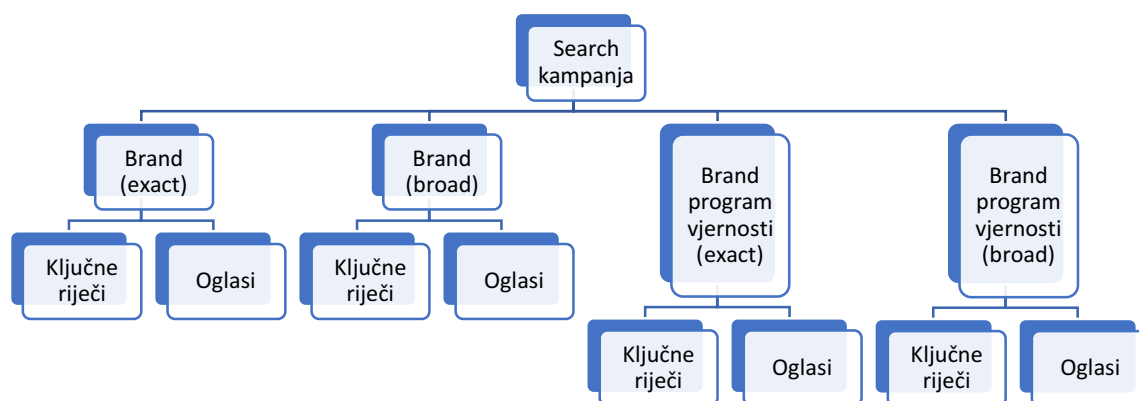 Search
kampanja
Brand
(exact)
Brand
(broad)
Brand
program
vjernosti
(exact)
Brand
program
vjernosti
(broad)
Ključne
riječi
Oglasi
Ključne
riječi
Oglasi
Ključne
riječi
Oglasi
Ključne
riječi
Oglasi